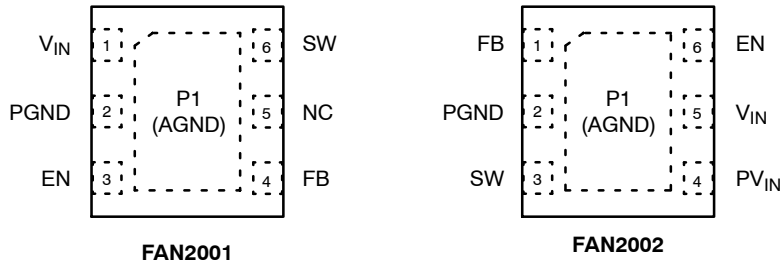 V_IN 1 6 SW
PGND 2 P1 (AGND) 5 NC
EN 3 4 FB
FAN2001
FB 1 6 EN
PGND 2 P1 (AGND) 5 V_IN
SW 3 4 PV_IN
FAN2002